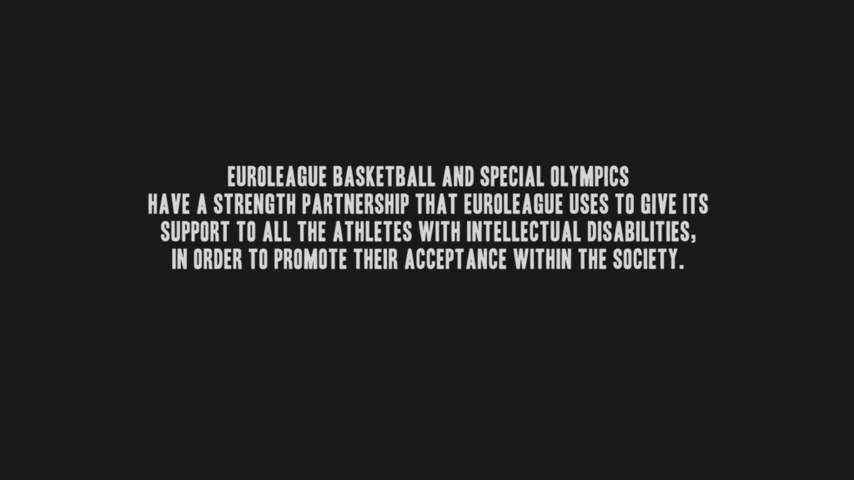 EUROLEAGUE BASKETBALL AND SPECIAL OLYMPICS
HAVE A STRENGTH PARTNERSHIP THAT EUROLEAGUE USES TO GIVE ITS
SUPPORT TO ALL THE ATHLETES WITH INTELLECTUAL DISABILITIES,
IN ORDER TO PROMOTE THEIR ACCEPTANCE WITHIN THE SOCIETY.